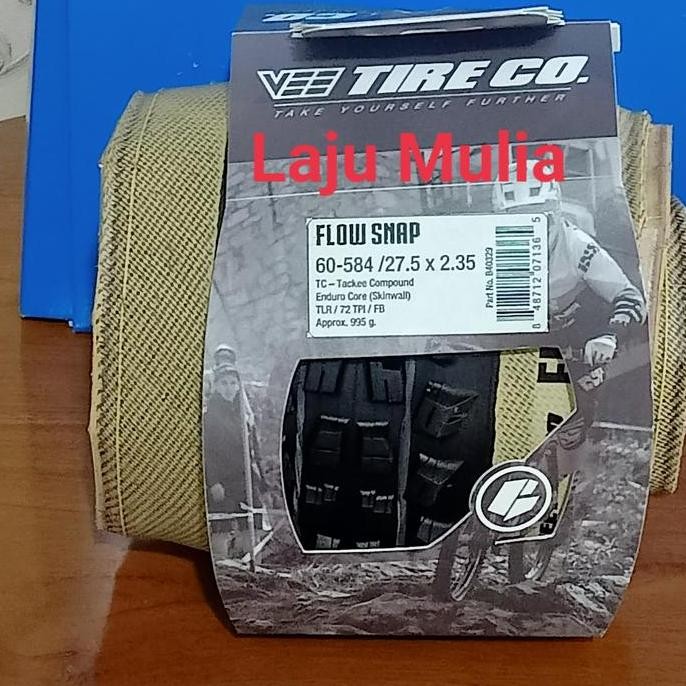 VEE TIRE CO.
TAKE YOURSELF FURTHER
Laju Mulia
FLOW SNAP
60-584 /27.5 x 2.35
TC – Tackee Compound
Enduro Core (Skinwall)
TLR / 72 TPI / FB
Approx. 995 g.
Part No. B40329
8 48712 07136 5